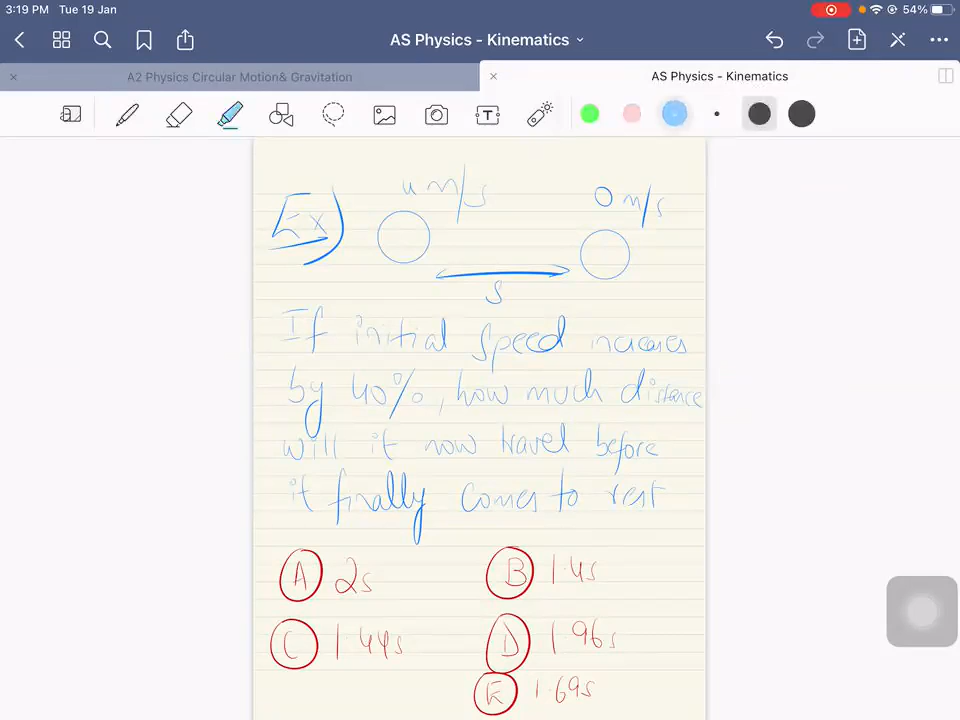 3:19 PM Tue 19 Jan
54%
AS Physics - Kinematics
A2 Physics Circular Motion& Gravitation
AS Physics - Kinematics
T
Ex)
u m/s
0 m/s
s
If initial speed increases
by 40%, how much distance
will it now travel before
it finally comes to rest
A 2s
B 1.4s
C 1.44s
D 1.96s
E 1.69s